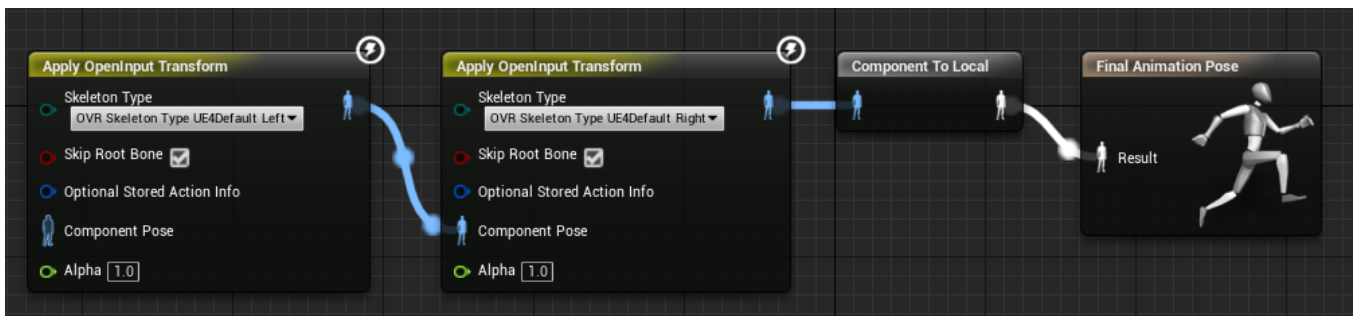 Apply OpenInput Transform
Skeleton Type
OVR Skeleton Type UE4Default Left
Skip Root Bone
Optional Stored Action Info
Component Pose
Alpha 1.0
Apply OpenInput Transform
Skeleton Type
OVR Skeleton Type UE4Default Right
Skip Root Bone
Optional Stored Action Info
Component Pose
Alpha 1.0
Component To Local
Final Animation Pose
Result